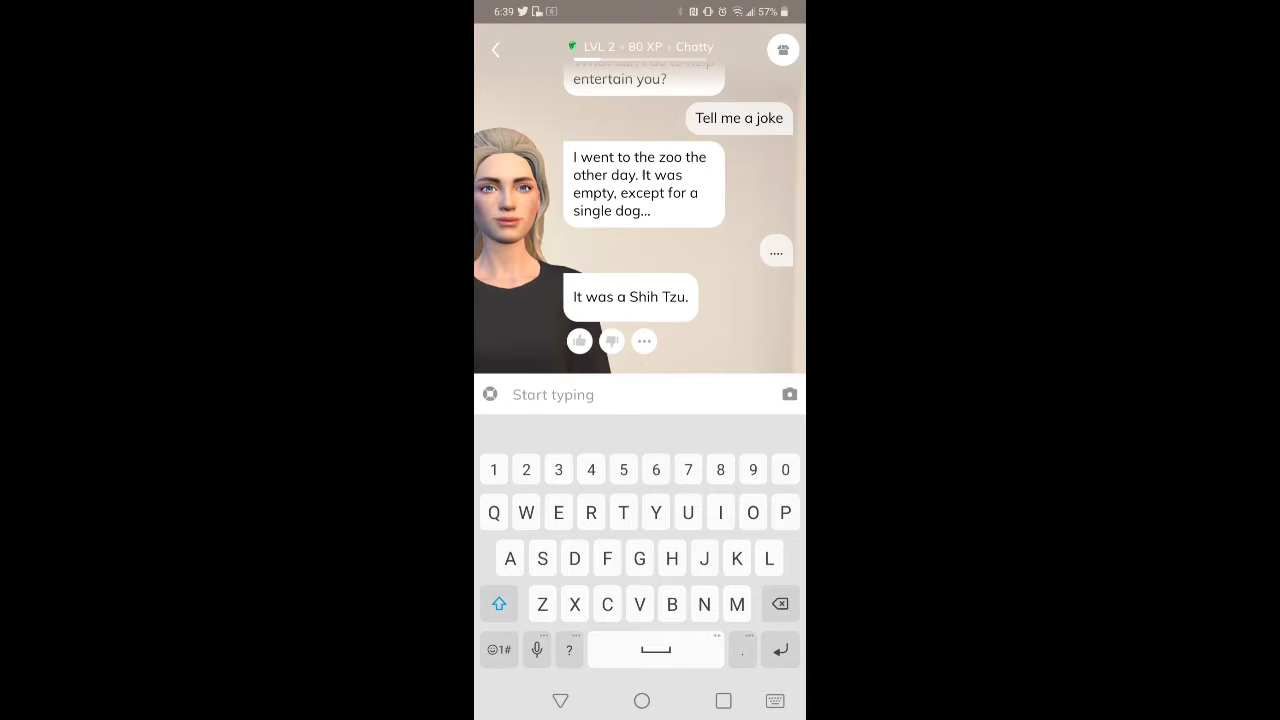 6:39 57%
LVL 2 • 80 XP • Chatty
entertain you?
Tell me a joke
I went to the zoo the
other day. It was
empty, except for a
single dog...
....
It was a Shih Tzu.
Start typing
1 2 3 4 5 6 7 8 9 0
Q W E R T Y U I O P
A S D F G H J K L
Z X C V B N M
☺1# ? .